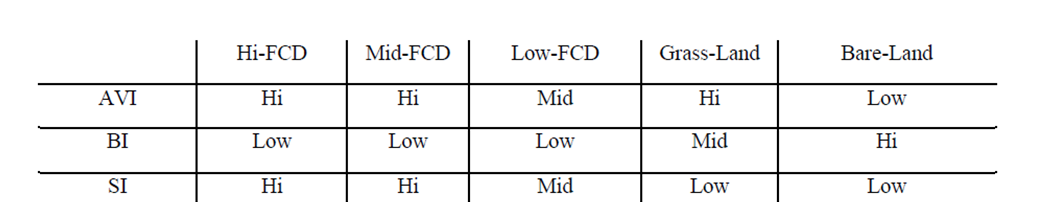 Hi-FCD Mid-FCD Low-FCD Grass-Land Bare-Land
AVI Hi Hi Mid Hi Low
BI Low Low Low Mid Hi
SI Hi Hi Mid Low Low